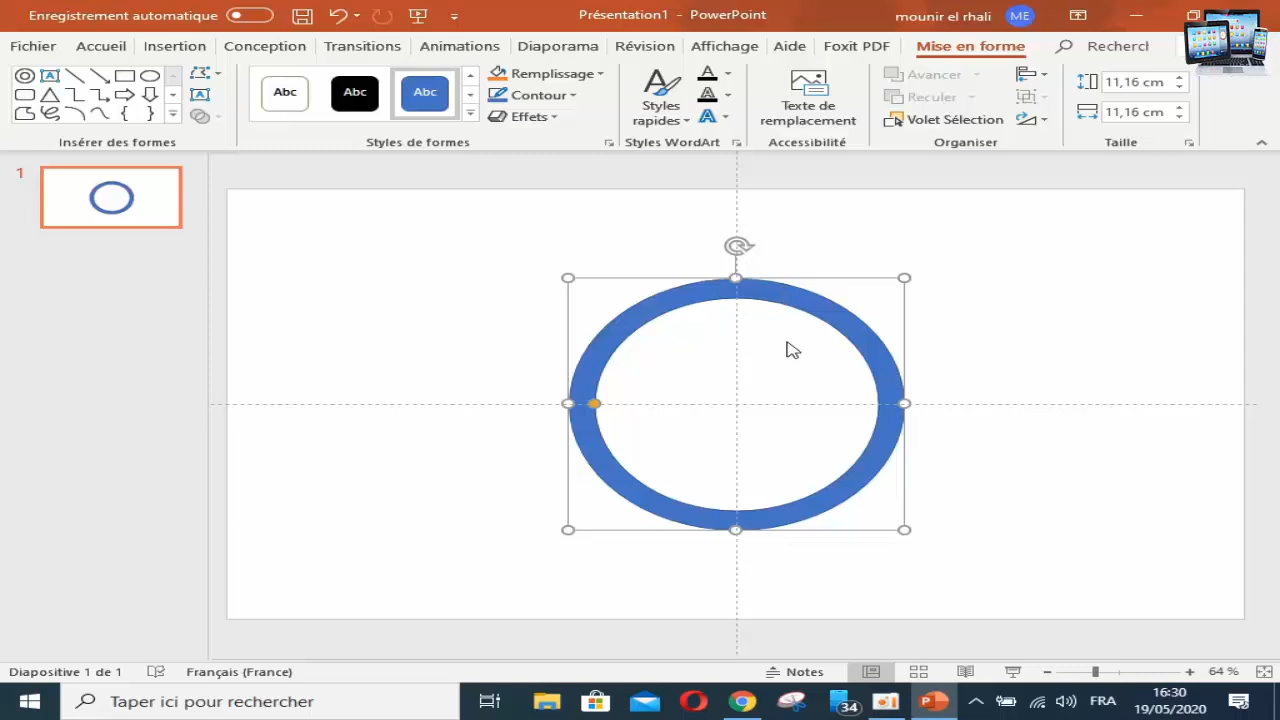 Enregistrement automatique
Présentation1 - PowerPoint
mounir el rhali ME
Fichier Accueil Insertion Conception Transitions Animations Diaporama Révision Affichage Aide Foxit PDF Mise en forme Rechercl
Abc Abc Abc
Remplissage
Contour
Effets
Styles rapides
Texte de remplacement
Avancer
Reculer
Volet Sélection
11,16 cm
11,16 cm
Insérer des formes Styles de formes Styles WordArt Accessibilité Organiser Taille
1
Diapositive 1 de 1 Français (France) Notes 64 %
Taper ici pour rechercher
34
FRA
16:30
19/05/2020